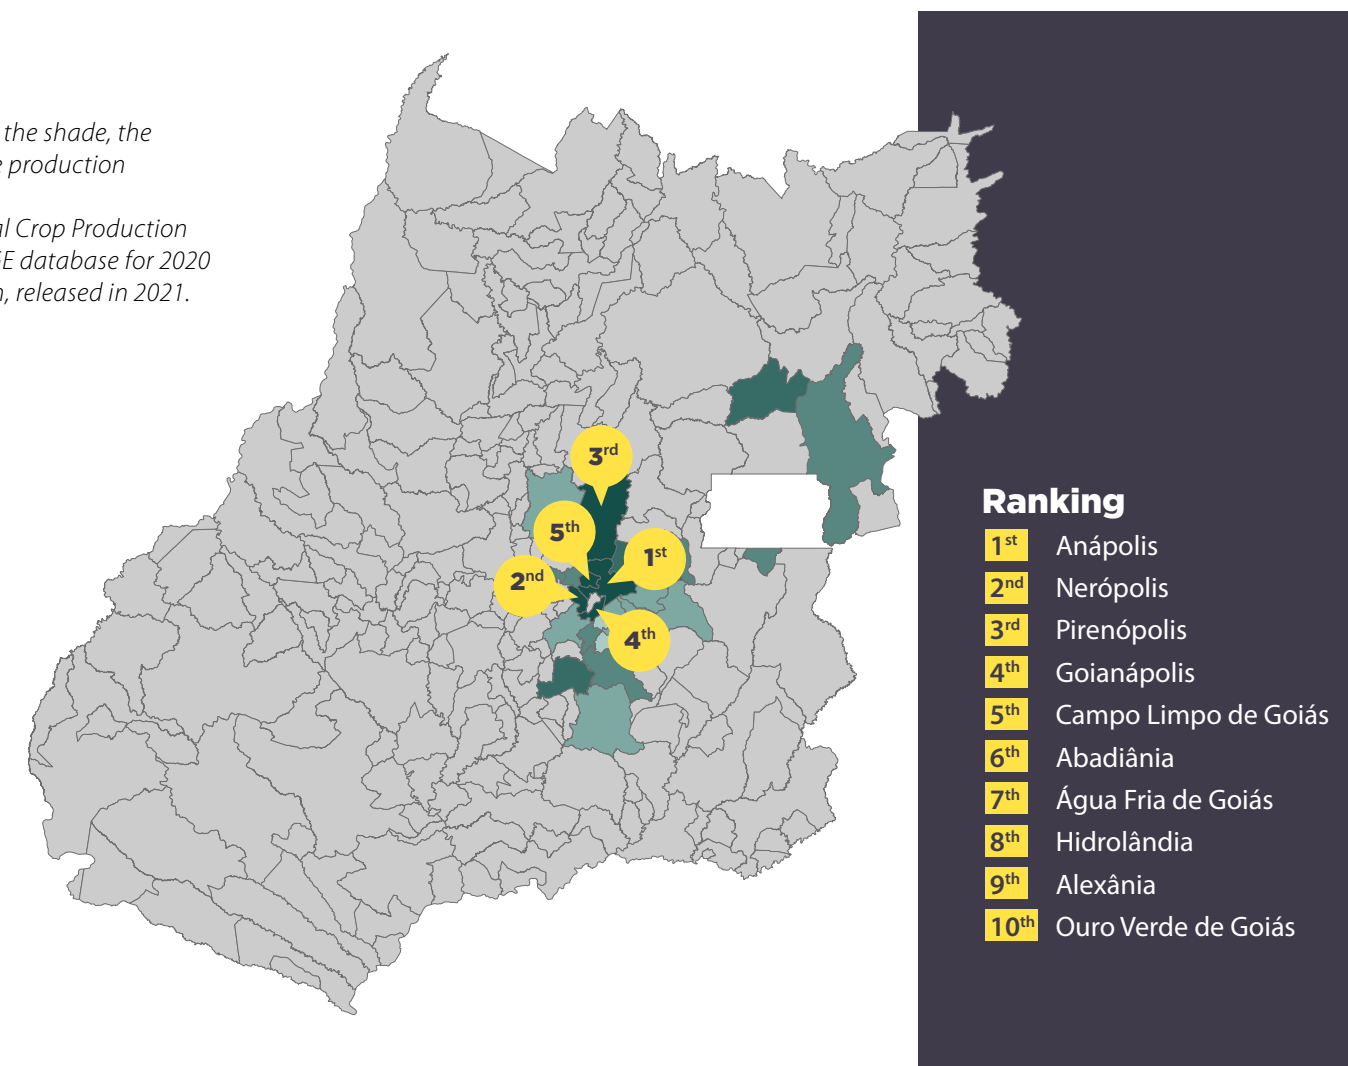 the shade, the
production
Crop Production
database for 2020
released in 2021.
3rd
5th
1st
2nd
4th
Ranking
1st Anápolis
2nd Nerópolis
3rd Pirenópolis
4th Goianápolis
5th Campo Limpo de Goiás
6th Abadiânia
7th Água Fria de Goiás
8th Hidrolândia
9th Alexânia
10th Ouro Verde de Goiás